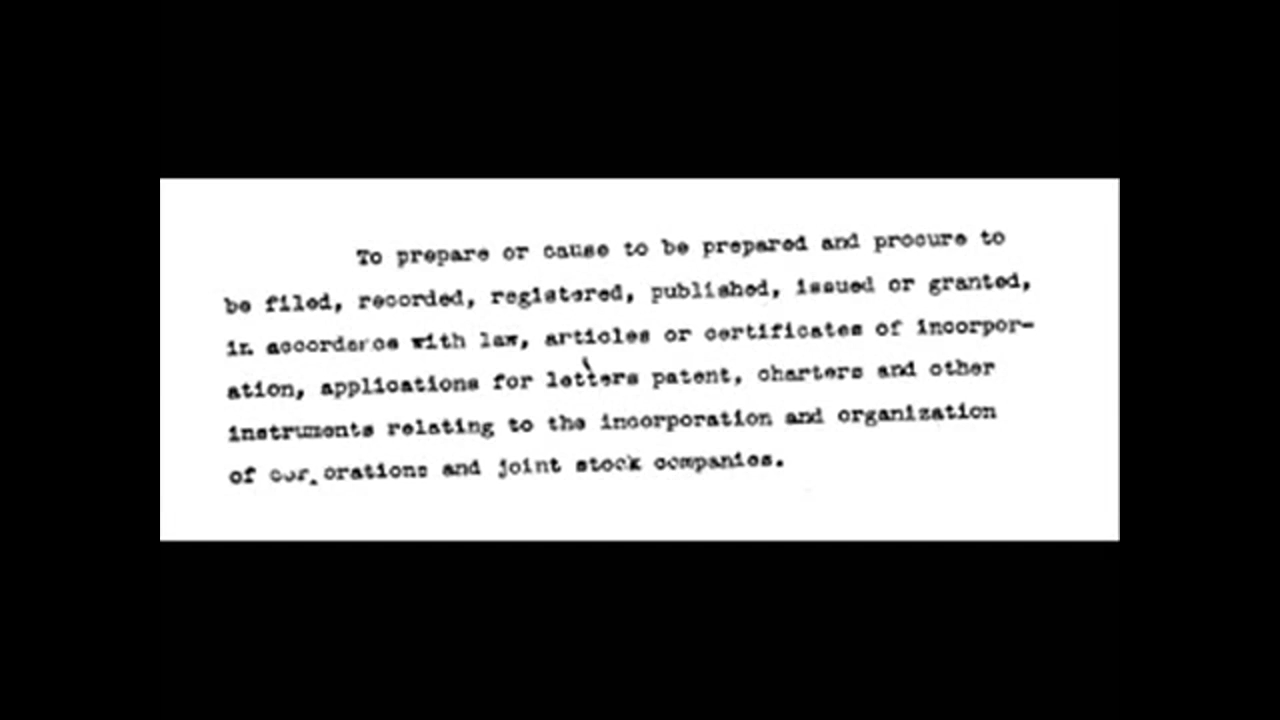 To prepare or cause to be prepared and procure to
be filed, recorded, registered, published, issued or granted,
in accordance with law, articles or certificates of incorpor-
ation, applications for letters patent, charters and other
instruments relating to the incorporation and organization
of corporations and joint stock companies.